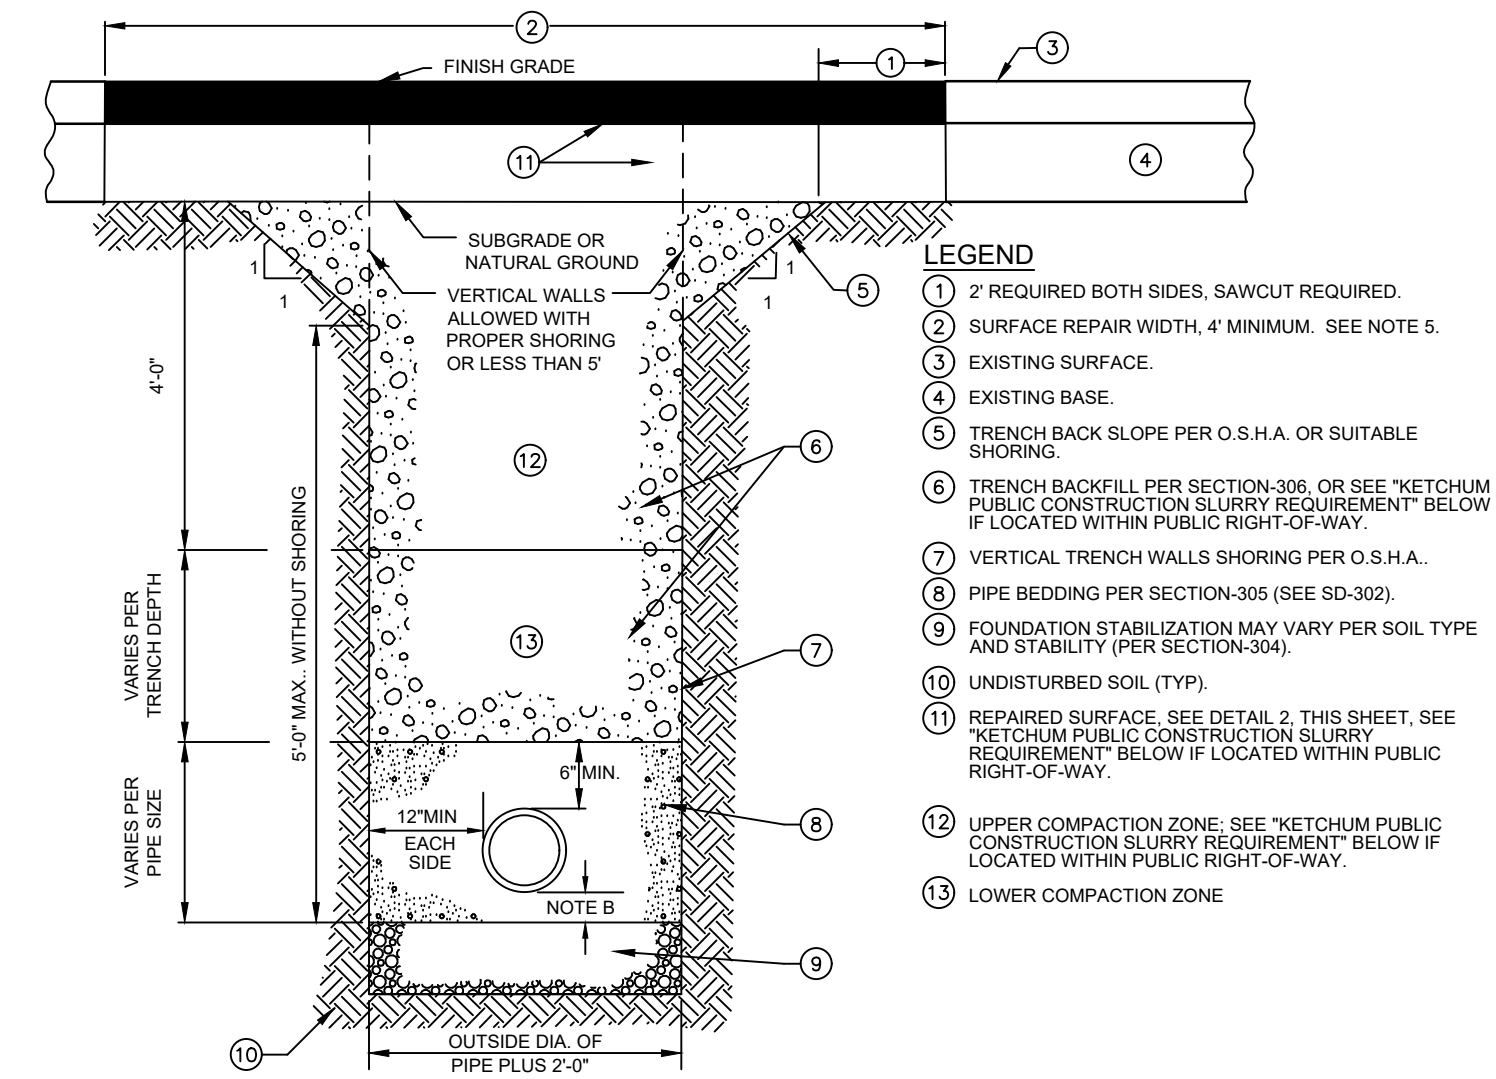 2
1
3
FINISH GRADE
11
4
SUBGRADE OR
NATURAL GROUND
1
1
1
1
5
VERTICAL WALLS
ALLOWED WITH
PROPER SHORING
OR LESS THAN 5'
4'-0"
12
6
5'-0" MAX.. WITHOUT SHORING
VARIES PER
TRENCH DEPTH
13
7
VARIES PER
PIPE SIZE
6" MIN.
12"MIN
EACH
SIDE
8
NOTE B
9
10
OUTSIDE DIA. OF
PIPE PLUS 2'-0"
LEGEND
1 2' REQUIRED BOTH SIDES, SAWCUT REQUIRED.
2 SURFACE REPAIR WIDTH, 4' MINIMUM. SEE NOTE 5.
3 EXISTING SURFACE.
4 EXISTING BASE.
5 TRENCH BACK SLOPE PER O.S.H.A. OR SUITABLE
SHORING.
6 TRENCH BACKFILL PER SECTION-306, OR SEE "KETCHUM
PUBLIC CONSTRUCTION SLURRY REQUIREMENT" BELOW
IF LOCATED WITHIN PUBLIC RIGHT-OF-WAY.
7 VERTICAL TRENCH WALLS SHORING PER O.S.H.A..
8 PIPE BEDDING PER SECTION-305 (SEE SD-302).
9 FOUNDATION STABILIZATION MAY VARY PER SOIL TYPE
AND STABILITY (PER SECTION-304).
10 UNDISTURBED SOIL (TYP).
11 REPAIRED SURFACE, SEE DETAIL 2, THIS SHEET, SEE
"KETCHUM PUBLIC CONSTRUCTION SLURRY
REQUIREMENT" BELOW IF LOCATED WITHIN PUBLIC
RIGHT-OF-WAY.
12 UPPER COMPACTION ZONE; SEE "KETCHUM PUBLIC
CONSTRUCTION SLURRY REQUIREMENT" BELOW IF
LOCATED WITHIN PUBLIC RIGHT-OF-WAY.
13 LOWER COMPACTION ZONE